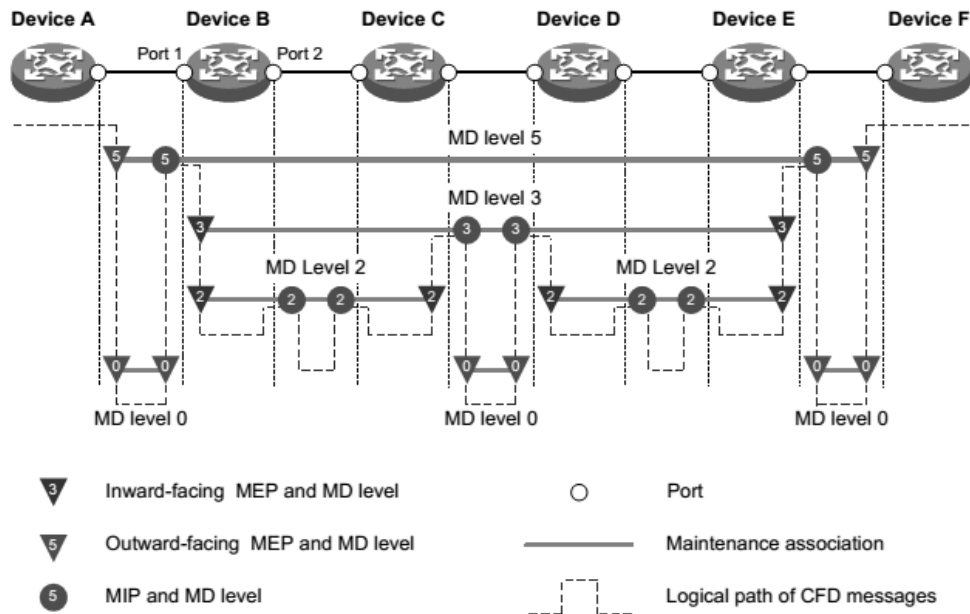 Device A Device B Device C Device D Device E Device F
Port 1 Port 2
MD level 5
5 5 5 5
MD level 3
3 3 3 3
MD Level 2 MD Level 2
2 2 2 2 2 2 2 2
0 0 0 0 0 0
MD level 0 MD level 0 MD level 0
3 Inward-facing MEP and MD level Port
5 Outward-facing MEP and MD level Maintenance association
5 MIP and MD level Logical path of CFD messages